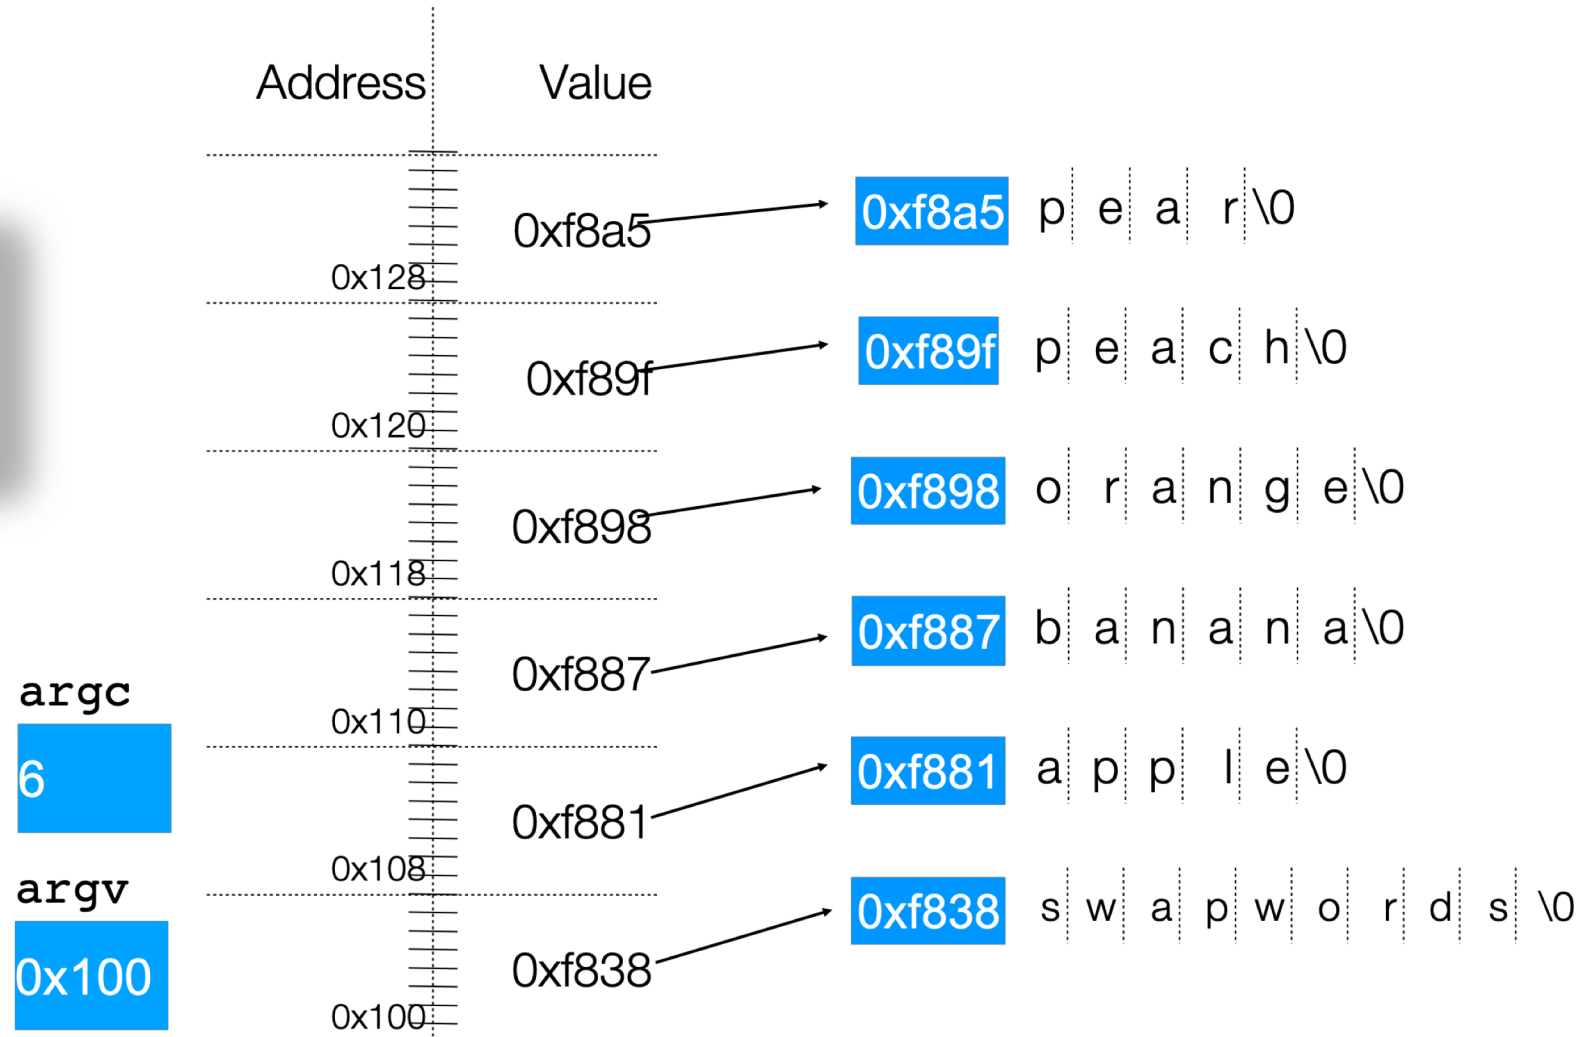 Address Value
0xf8a5 0xf8a5 p e a r \0
0x128
0xf89f 0xf89f p e a c h \0
0x120
0xf898 0xf898 o r a n g e \0
0x118
0xf887 0xf887 b a n a n a \0
argc
0x110
6
0xf881 0xf881 a p p l e \0
0x108
argv
0xf838 0xf838 s w a p w o r d s \0
0x100
0x100